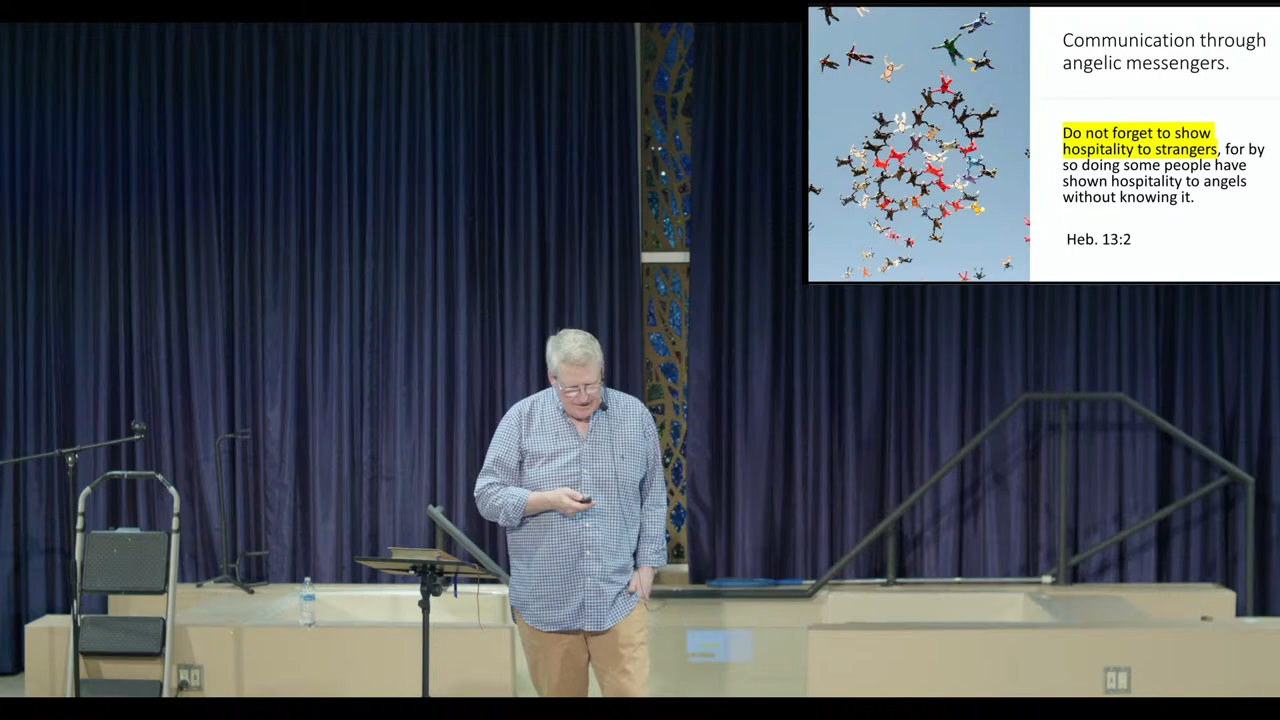 Communication through
angelic messengers.
Do not forget to show
hospitality to strangers, for by
so doing some people have
shown hospitality to angels
without knowing it.
Heb. 13:2